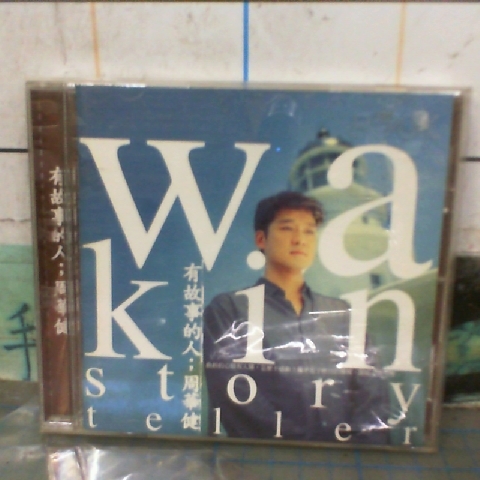 wa
kin
story
teller
有故事的人；周華健
有故事的人；周華健
手